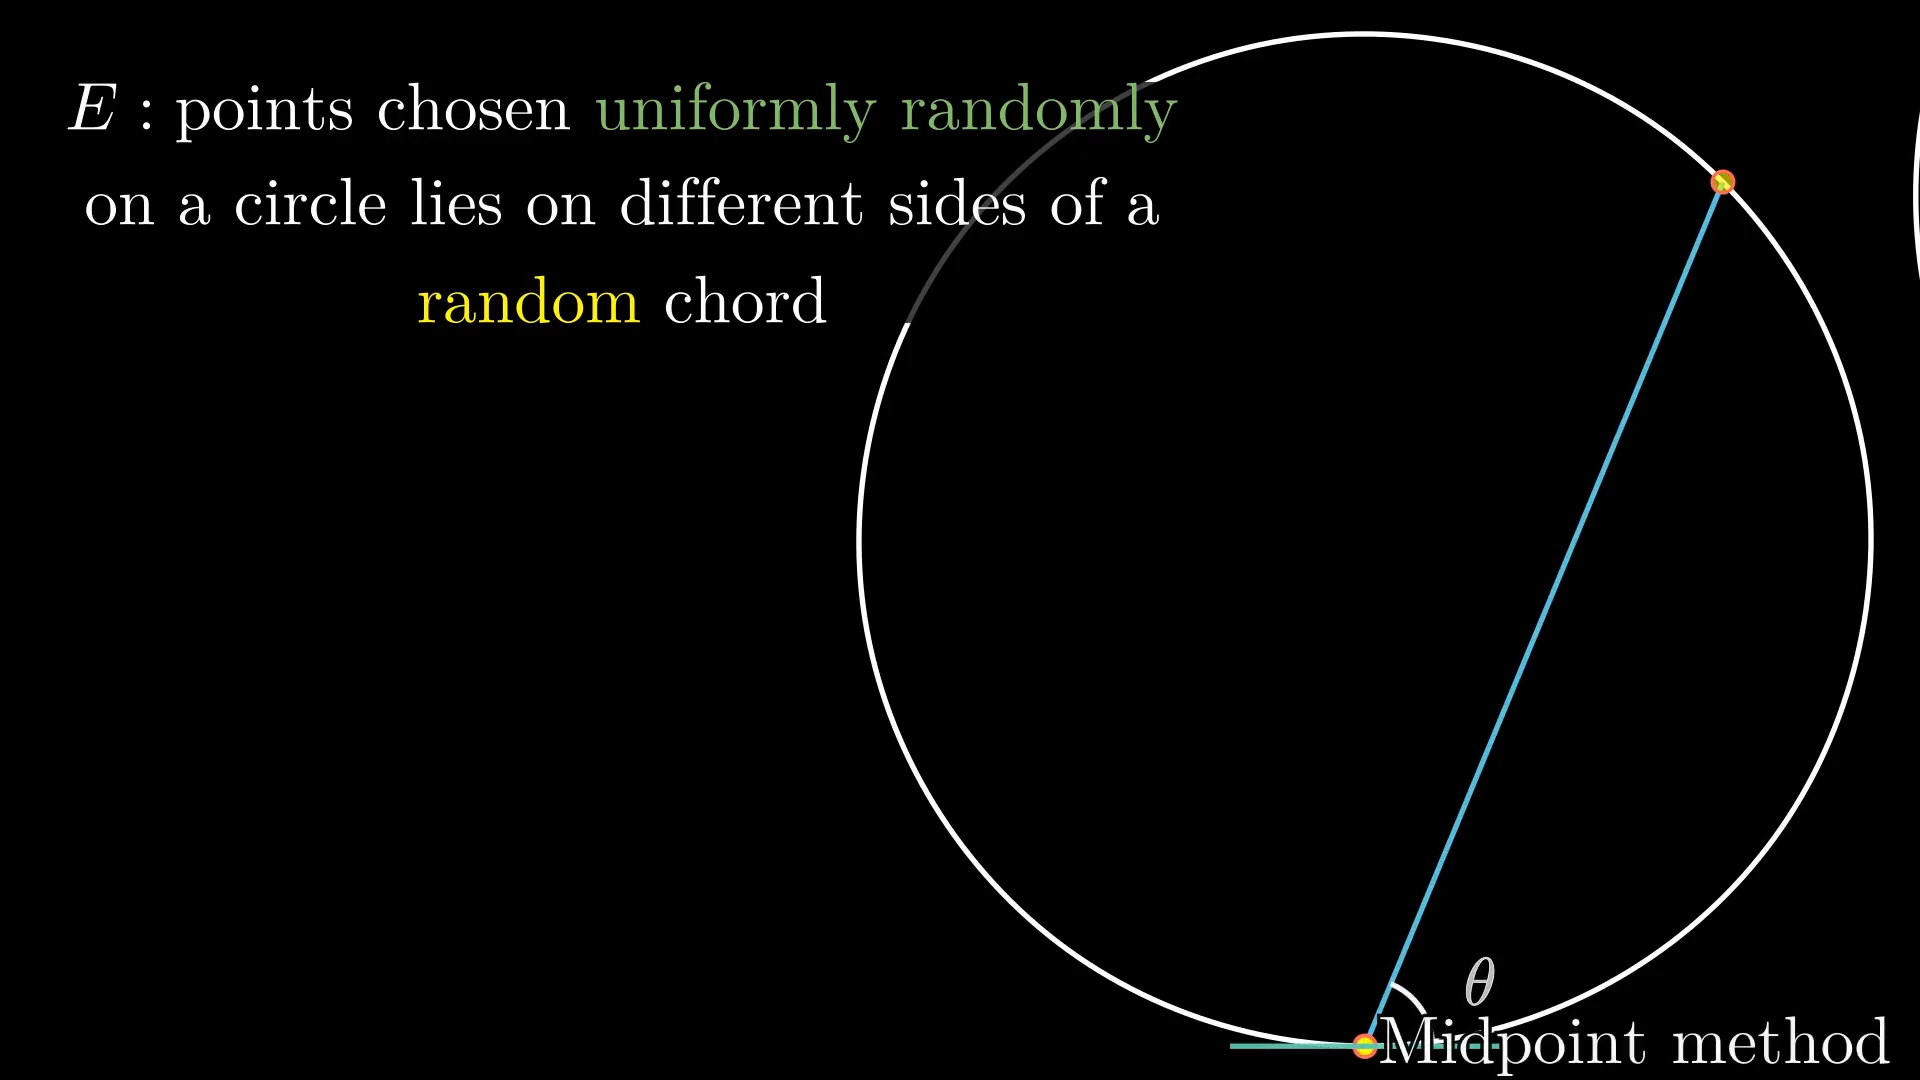 E : points chosen uniformly randomly
on a circle lies on different sides of a
random chord
θ
Midpoint method